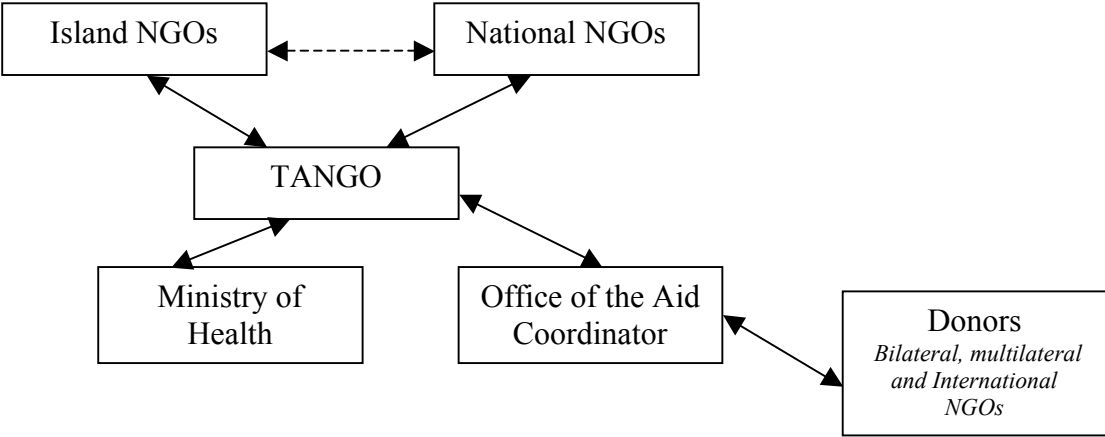 Island NGOs
National NGOs
TANGO
Ministry of
Health
Office of the Aid
Coordinator
Donors
Bilateral, multilateral
and International
NGOs